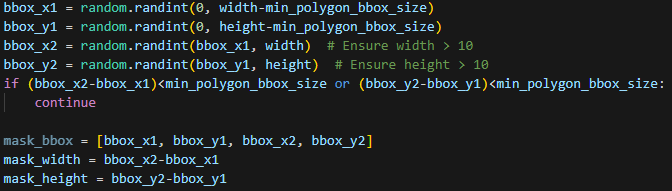 bbox_x1 = random.randint(0, width-min_polygon_bbox_size)
bbox_y1 = random.randint(0, height-min_polygon_bbox_size)
bbox_x2 = random.randint(bbox_x1, width)  # Ensure width > 10
bbox_y2 = random.randint(bbox_y1, height)  # Ensure height > 10
if (bbox_x2-bbox_x1)<min_polygon_bbox_size or (bbox_y2-bbox_y1)<min_polygon_bbox_size:
    continue

mask_bbox = [bbox_x1, bbox_y1, bbox_x2, bbox_y2]
mask_width = bbox_x2-bbox_x1
mask_height = bbox_y2-bbox_y1